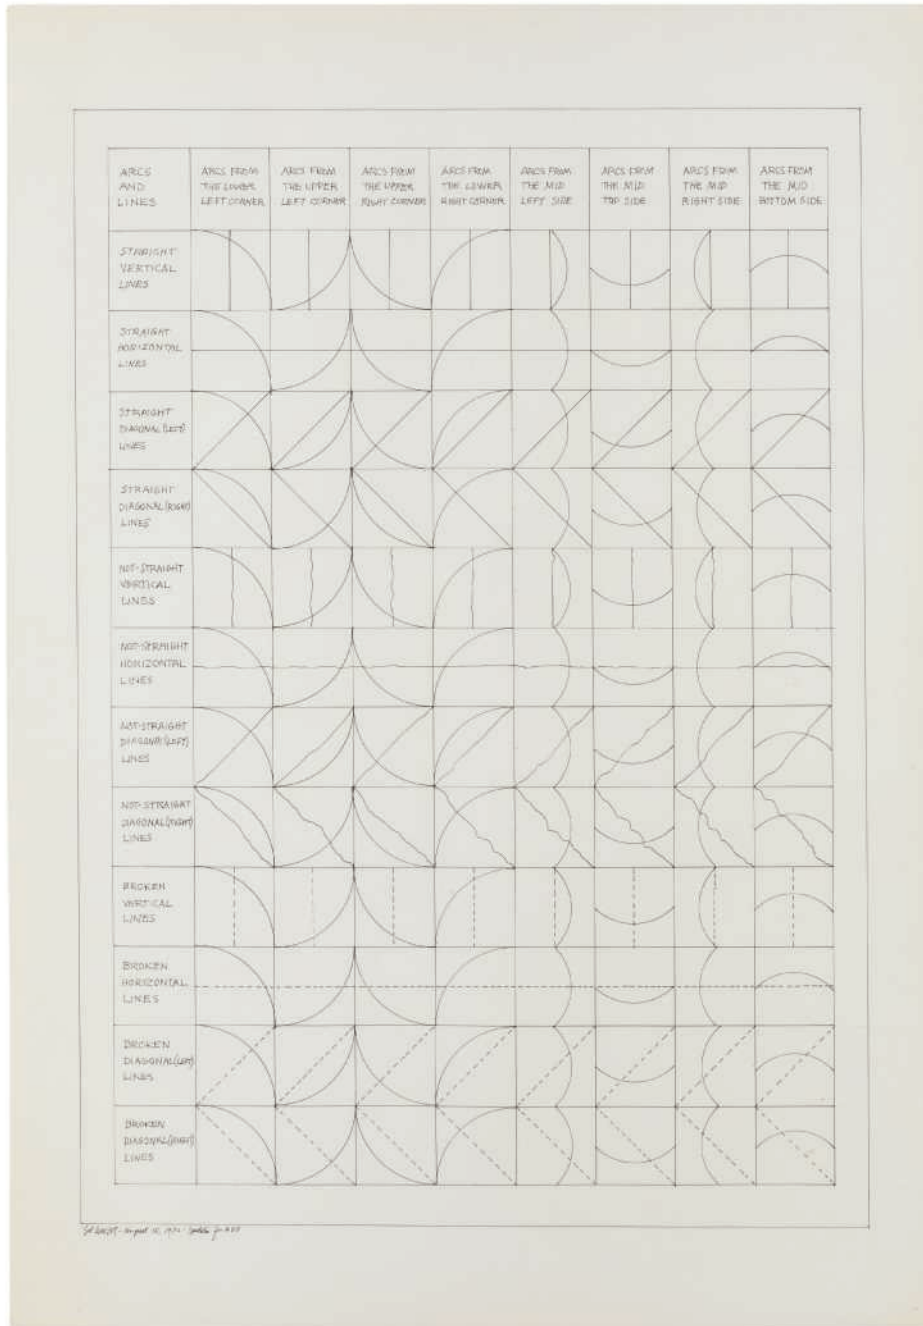 ARCS
AND
LINES
ARCS FROM
THE LOWER
LEFT CORNER
ARCS FROM
THE UPPER
LEFT CORNER
ARCS FROM
THE UPPER
RIGHT CORNER
ARCS FROM
THE LOWER
RIGHT CORNER
ARCS FROM
THE MID
LEFT SIDE
ARCS FROM
THE MID
TOP SIDE
ARCS FROM
THE MID
RIGHT SIDE
ARCS FROM
THE MID
BOTTOM SIDE
STRAIGHT
VERTICAL
LINES
STRAIGHT
HORIZONTAL
LINES
STRAIGHT
DIAGONAL (LEFT)
LINES
STRAIGHT
DIAGONAL (RIGHT)
LINES
NOT-STRAIGHT
VERTICAL
LINES
NOT-STRAIGHT
HORIZONTAL
LINES
NOT-STRAIGHT
DIAGONAL (LEFT)
LINES
NOT-STRAIGHT
DIAGONAL (RIGHT)
LINES
BROKEN
VERTICAL
LINES
BROKEN
HORIZONTAL
LINES
BROKEN
DIAGONAL (LEFT)
LINES
BROKEN
DIAGONAL (RIGHT)
LINES
Sol LeWitt - August